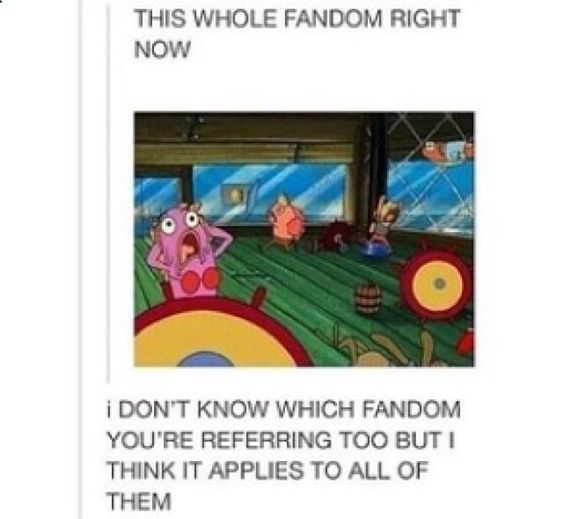 THIS WHOLE FANDOM RIGHT
NOW
i DON'T KNOW WHICH FANDOM
YOU'RE REFERRING TOO BUT I
THINK IT APPLIES TO ALL OF
THEM